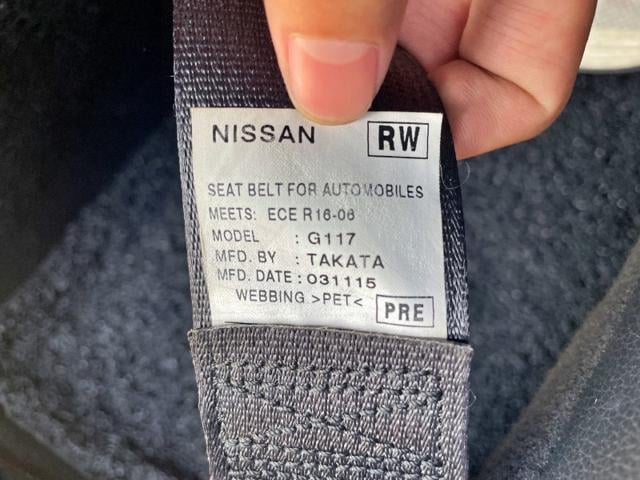 NISSAN RW
SEAT BELT FOR AUTOMOBILES
MEETS: ECE R16-06
MODEL : G117
MFD. BY : TAKATA
MFD. DATE : 031115
WEBBING >PET< PRE